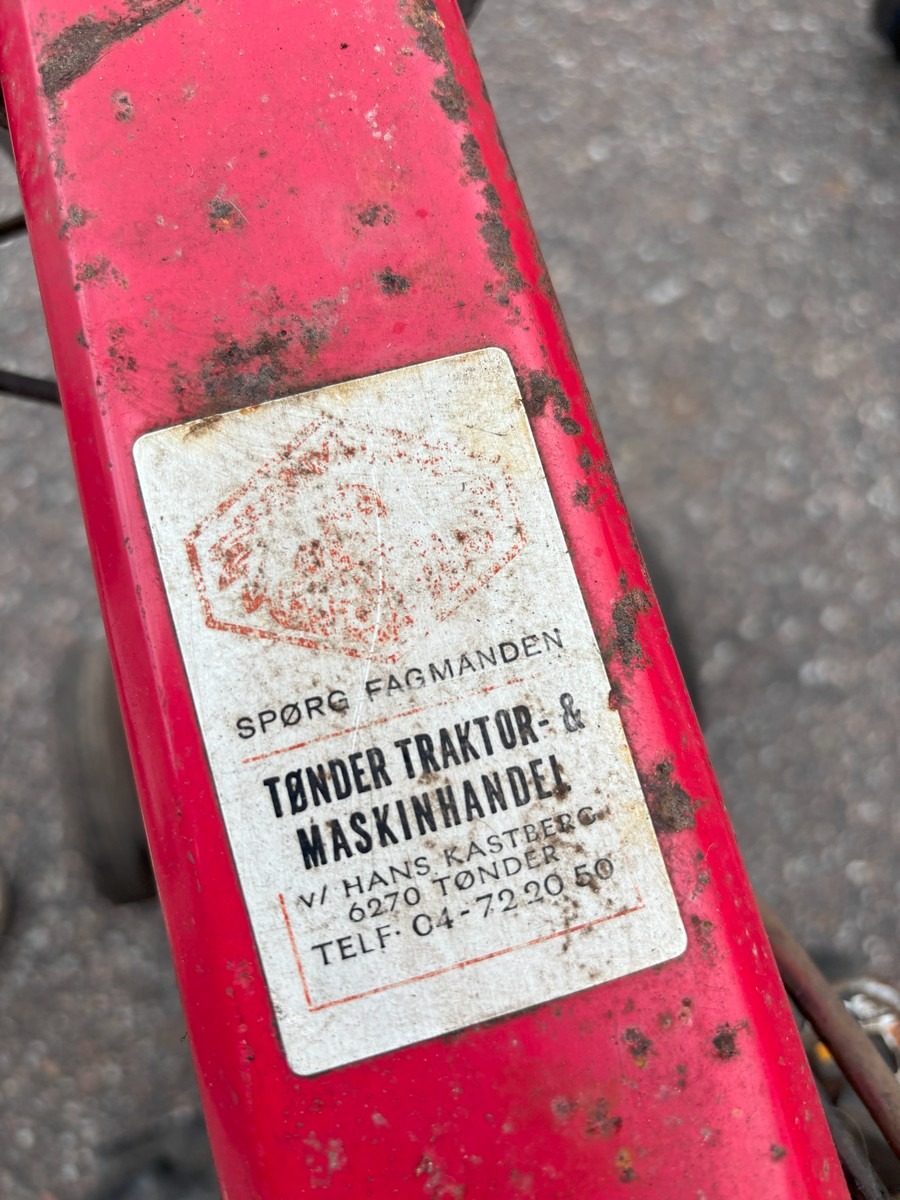 SPØRG FAGMANDEN
TØNDER TRAKTOR- &
MASKINHANDEL
V/ HANS KASTBERG
6270 TØNDER
TELF. 04-72 20 50